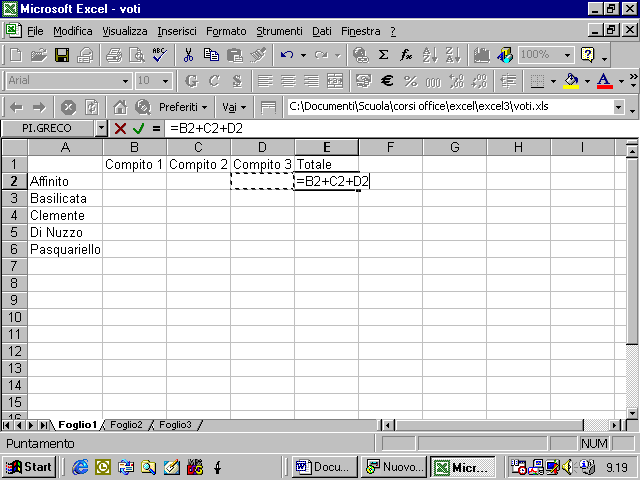 Microsoft Excel - voti
File Modifica Visualizza Inserisci Formato Strumenti Dati Finestra ?
ABC Σ fx A Z Z A 100% ?
Arial 10 G C S € % 000 A
Preferiti Vai C:\Documenti\Scuola\corsi office\excel\excel3\voti.xls
PI.GRECO =B2+C2+D2
A B C D E F G H I
1 Compito 1 Compito 2 Compito 3 Totale
2 Affinito =B2+C2+D2
3 Basilicata
4 Clemente
5 Di Nuzzo
6 Pasquariello
7
8
9
10
11
12
13
14
15
16
Foglio1 Foglio2 Foglio3
Puntamento NUM
Start Docu... Nuovo... Micr... 9.19